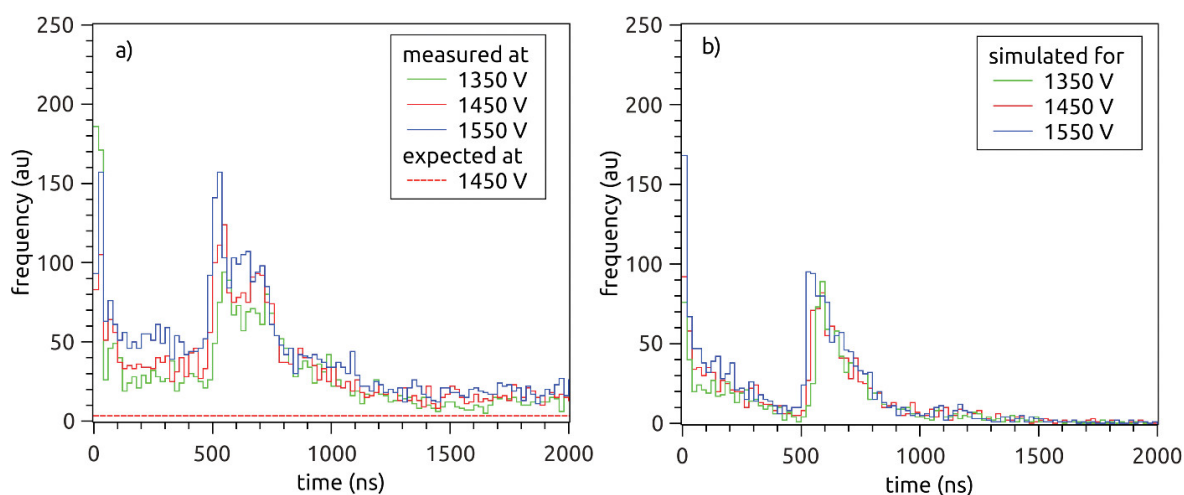 a)
measured at
1350 V
1450 V
1550 V
expected at
1450 V
250
200
150
100
50
0
frequency (au)
0 500 1000 1500 2000
time (ns)
b)
simulated for
1350 V
1450 V
1550 V
250
200
150
100
50
0
frequency (au)
0 500 1000 1500 2000
time (ns)